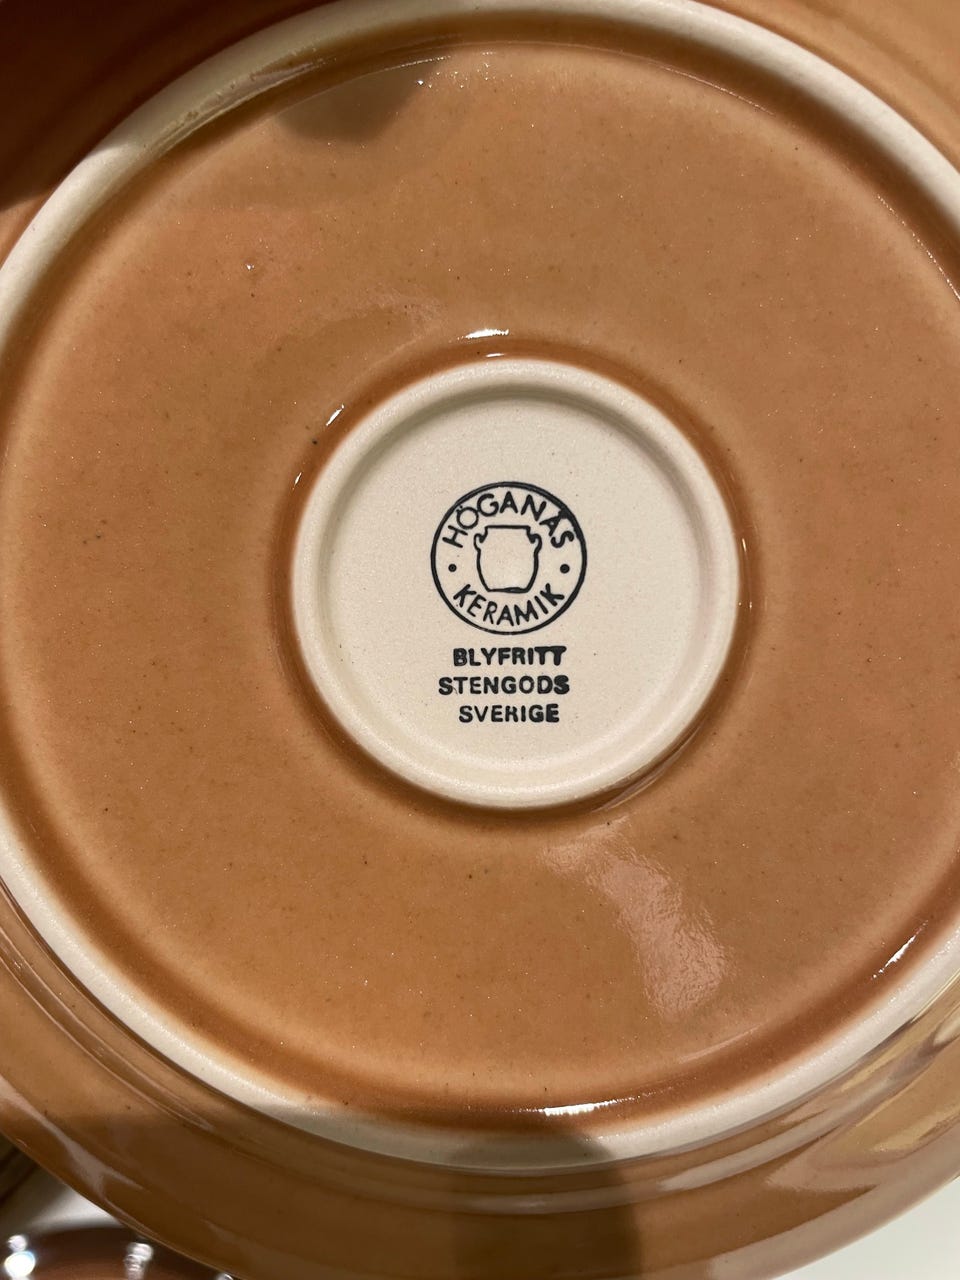 HÖGANÄS
KERAMIK
BLYFRITT
STENGODS
SVERIGE